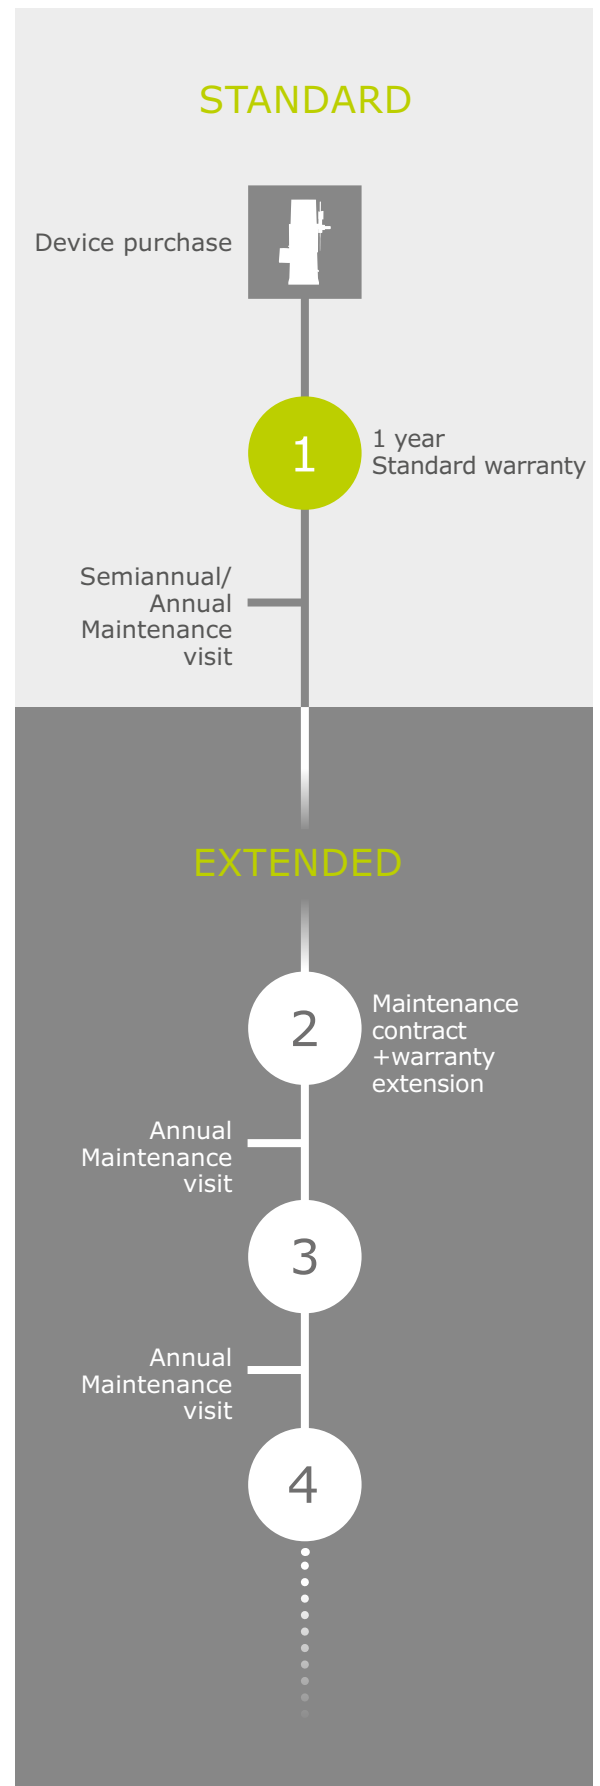 STANDARD
Device purchase
1
1 year
Standard warranty
Semiannual/
Annual
Maintenance
visit
EXTENDED
2
Maintenance
contract
+warranty
extension
Annual
Maintenance
visit
3
Annual
Maintenance
visit
4